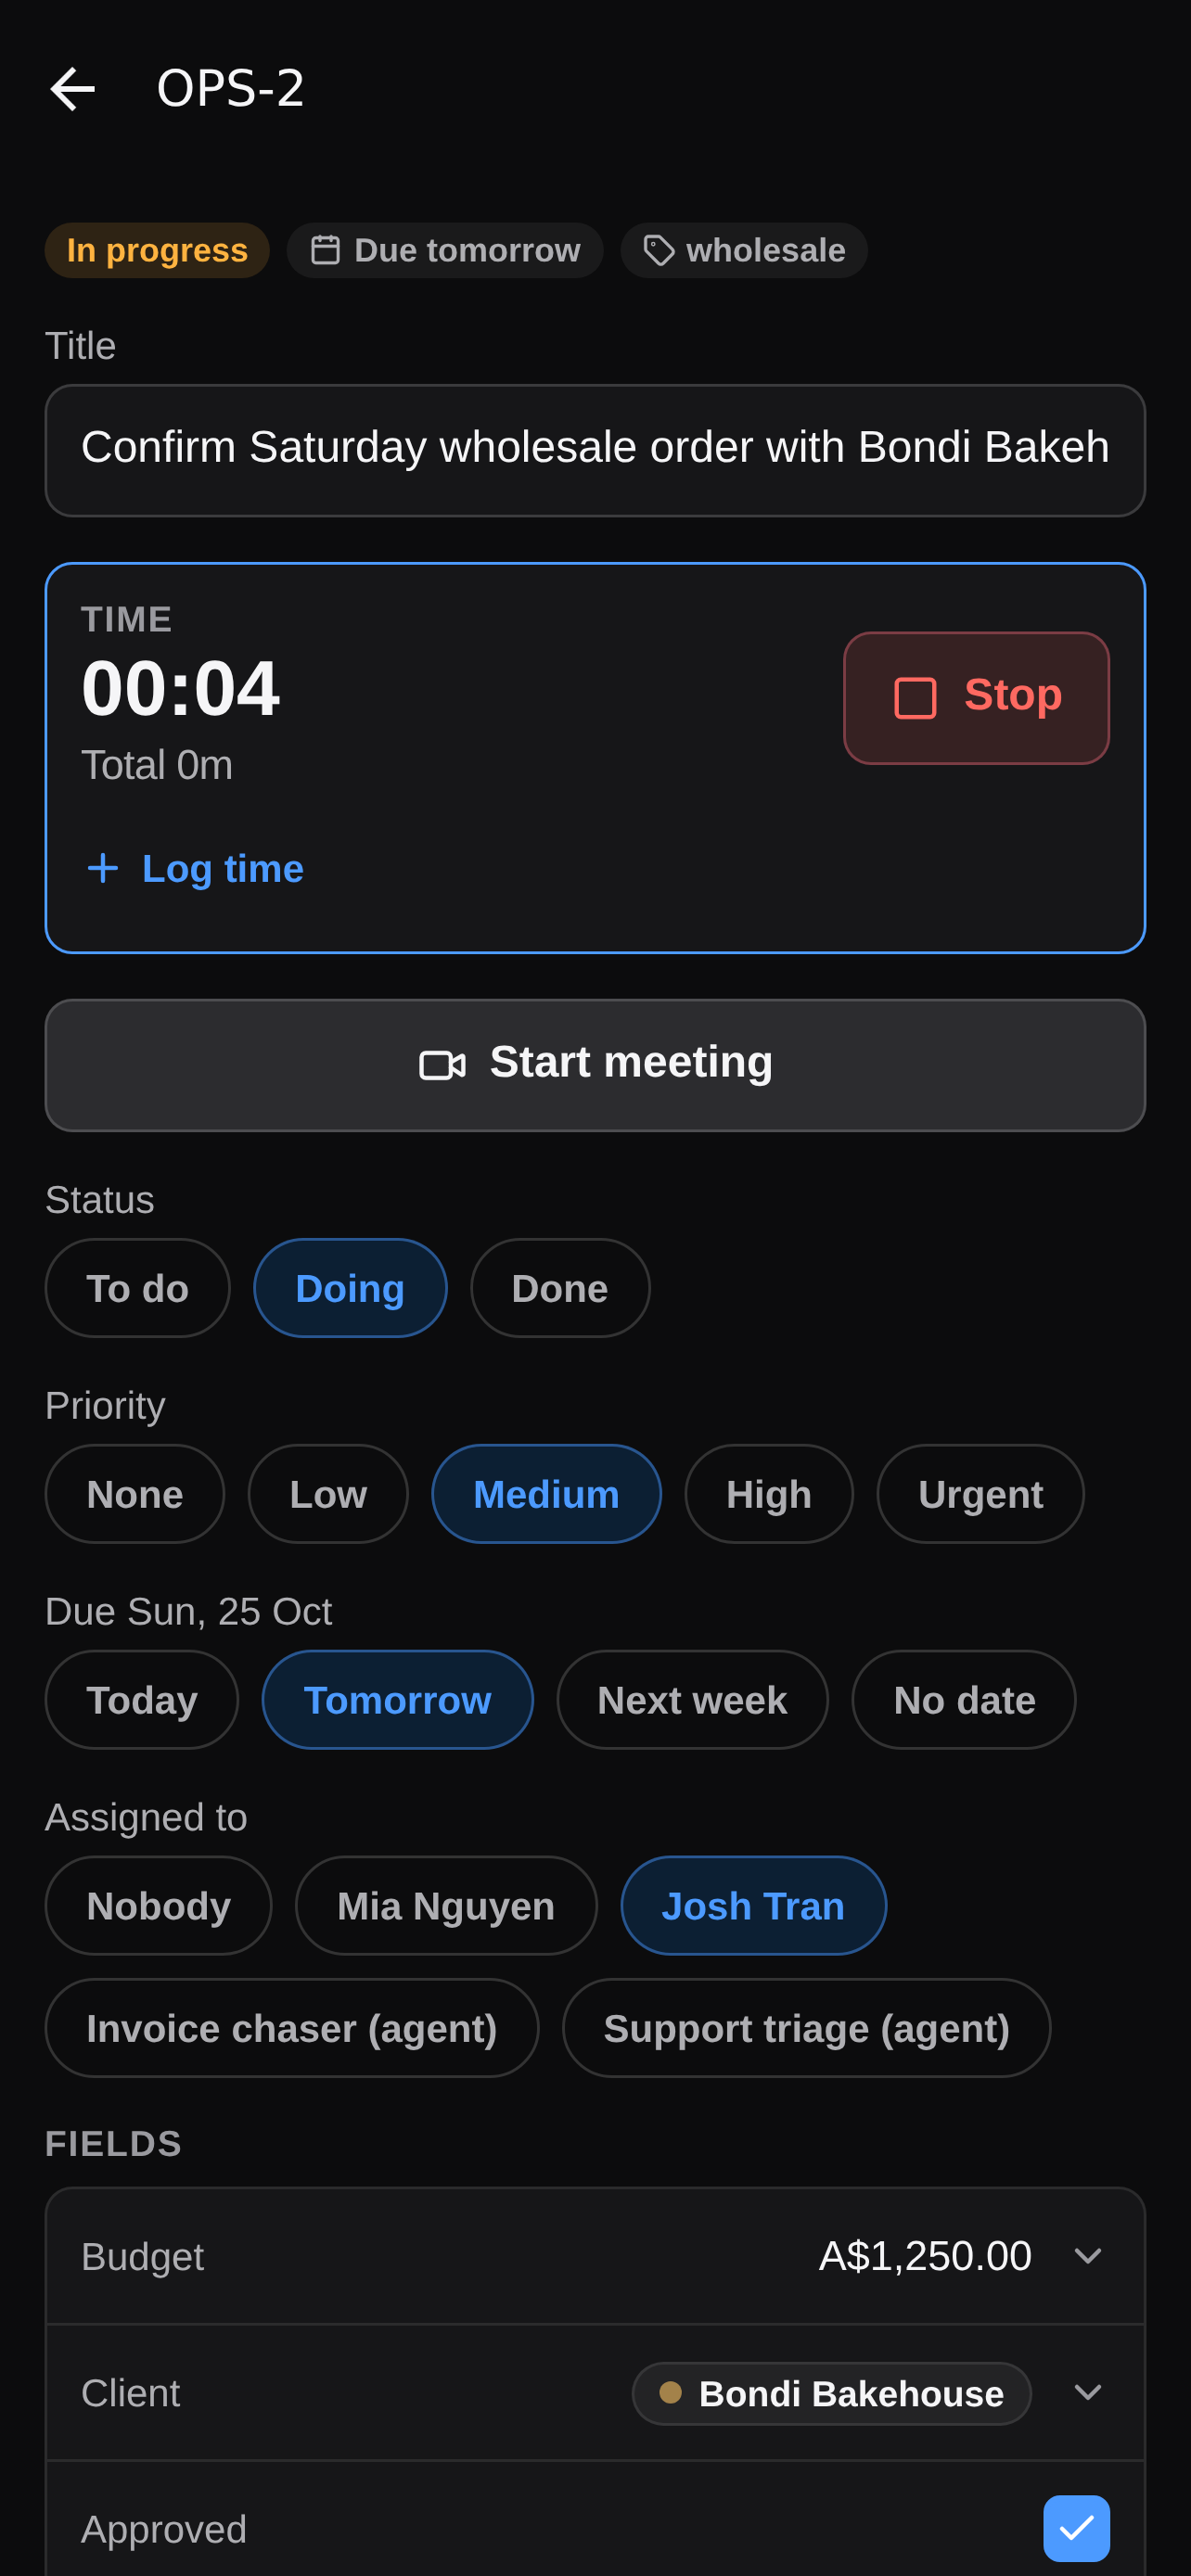 OPS-2
In progress
Due tomorrow
wholesale
Title
Confirm Saturday wholesale order with Bondi Bakeh
TIME
00:04
Stop
Total 0m
Log time
Start meeting
Status
To do
Doing
Done
Priority
None
Low
Medium
High
Urgent
Due Sun, 25 Oct
Today
Tomorrow
Next week
No date
Assigned to
Nobody
Mia Nguyen
Josh Tran
Invoice chaser (agent)
Support triage (agent)
FIELDS
Budget
A$1,250.00
Client
Bondi Bakehouse
Approved